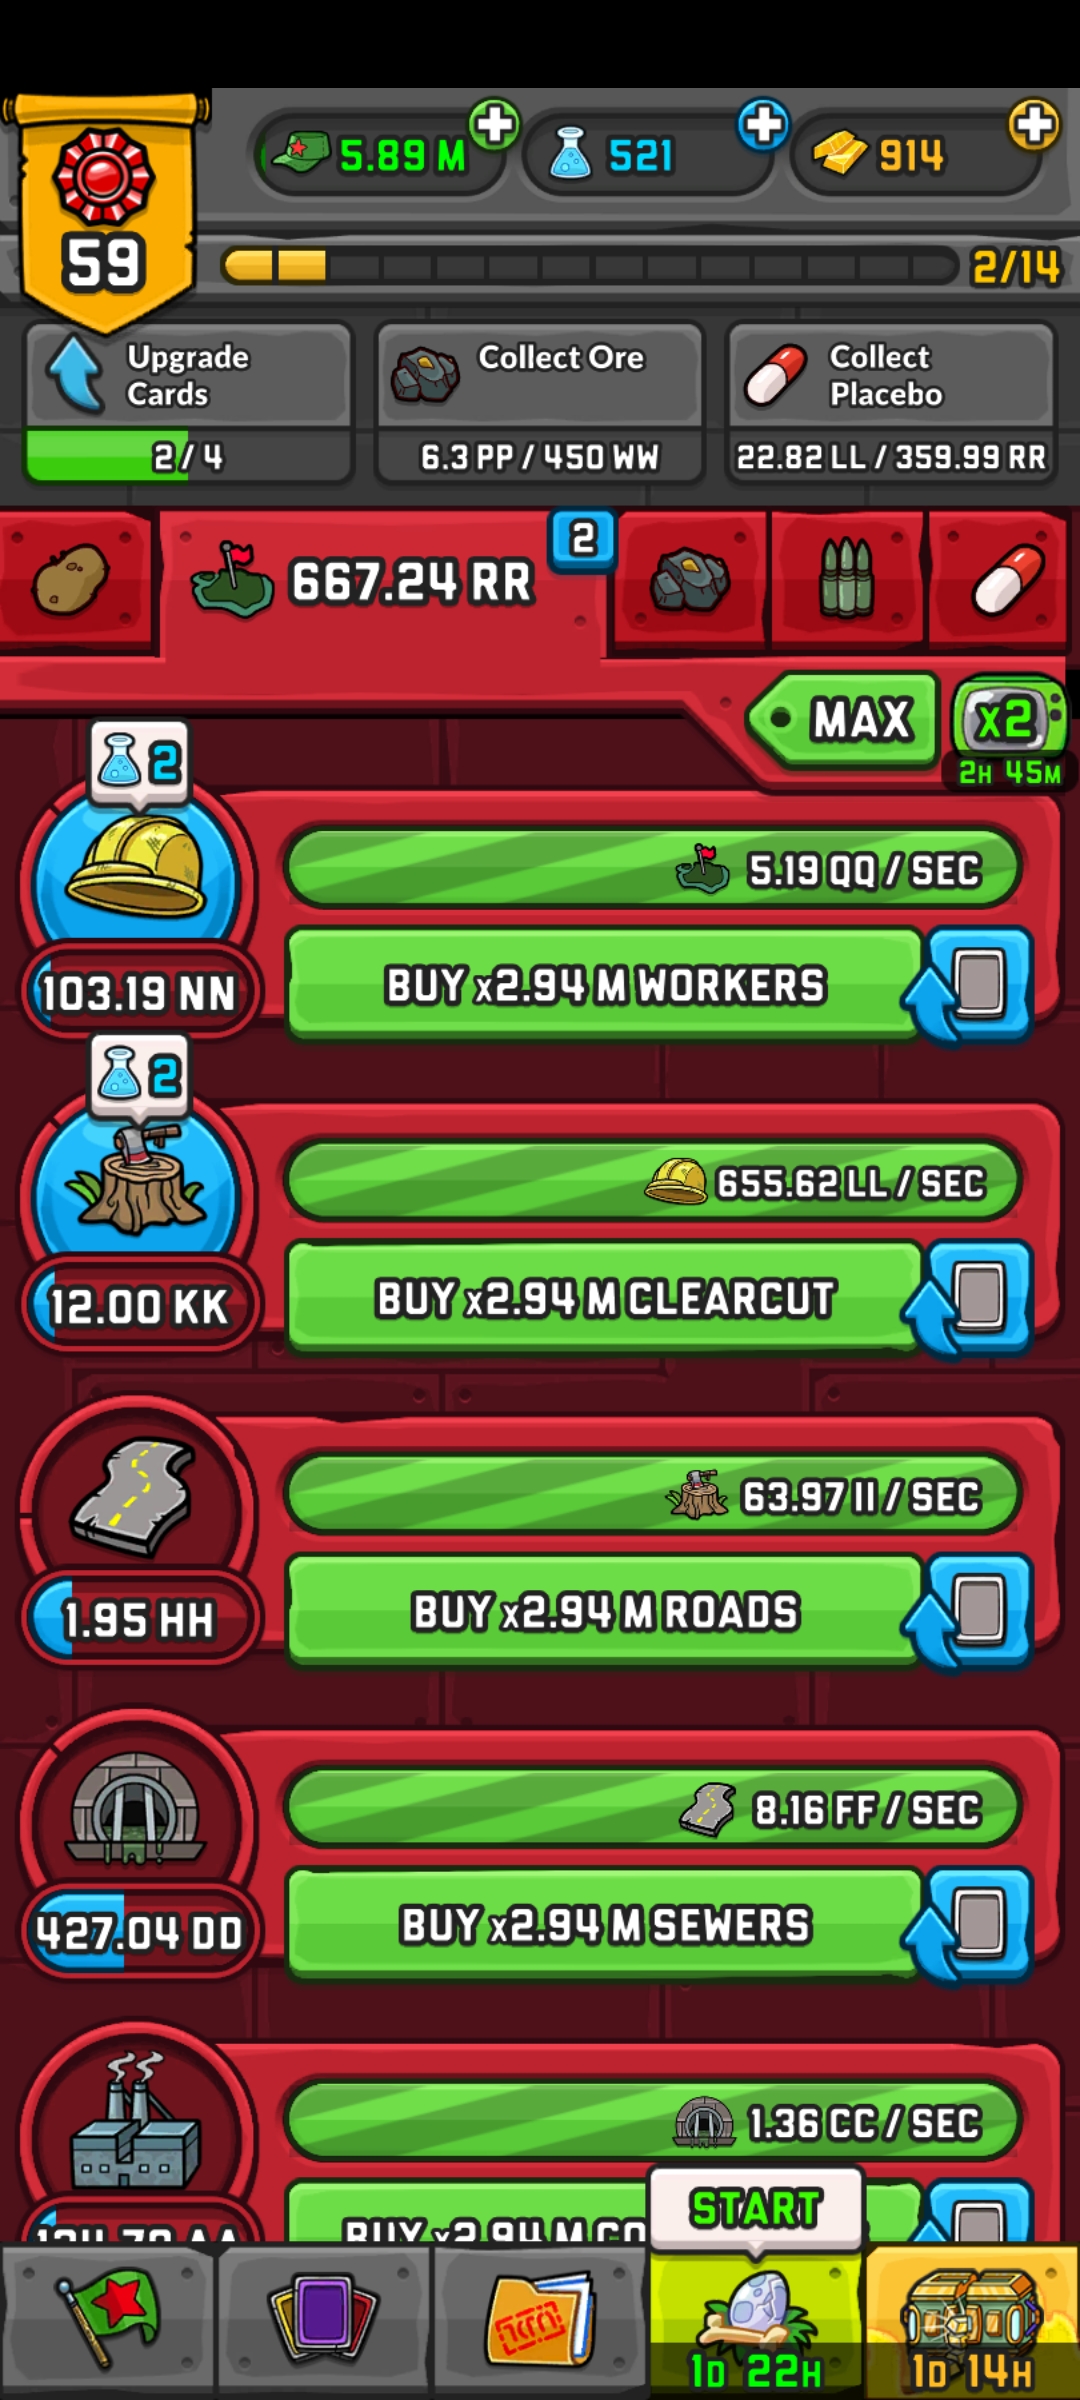 5.89 M
521
914
59
2/14
Upgrade
Cards
Collect Ore
Collect
Placebo
2 / 4
6.3 PP / 450 WW
22.82 LL / 359.99 RR
2
667.24 RR
MAX
x2
2H 45M
2
5.19 QQ / SEC
103.19 NN
BUY x2.94 M WORKERS
2
655.62 LL / SEC
12.00 KK
BUY x2.94 M CLEARCUT
63.97 II / SEC
1.95 HH
BUY x2.94 M ROADS
8.16 FF / SEC
427.04 DD
BUY x2.94 M SEWERS
1.36 CC / SEC
BUY x2.94 M CO
START
1D 22H
1D 14H